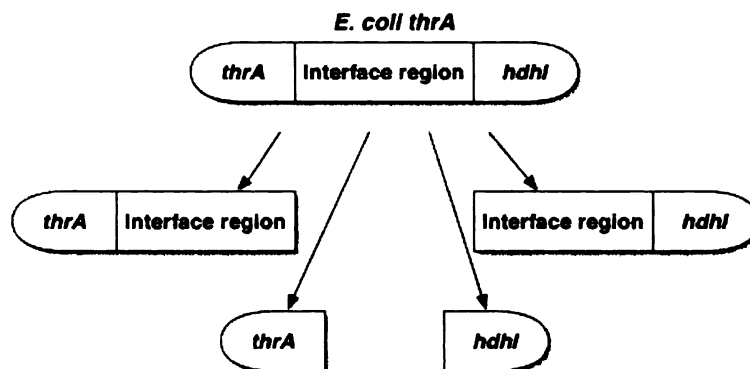 E. coli thrA
thrA Interface region hdhI
thrA Interface region
Interface region hdhI
thrA
hdhI